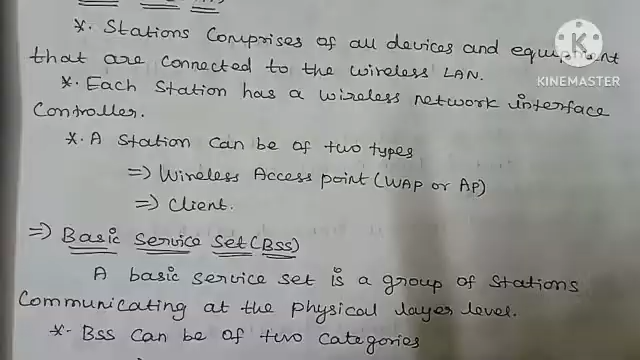 *. Stations Comprises of all devices and equipment
that are connected to the wireless LAN.
*. Each Station has a wireless network interface
Controller.
*. A Station can be of two types
=> Wireless Access point (WAP or AP)
=> Client.
=> Basic Service Set (BSS)
A basic service set is a group of Stations
Communicating at the physical layer level.
*. BSS can be of two categories
KINEMASTER